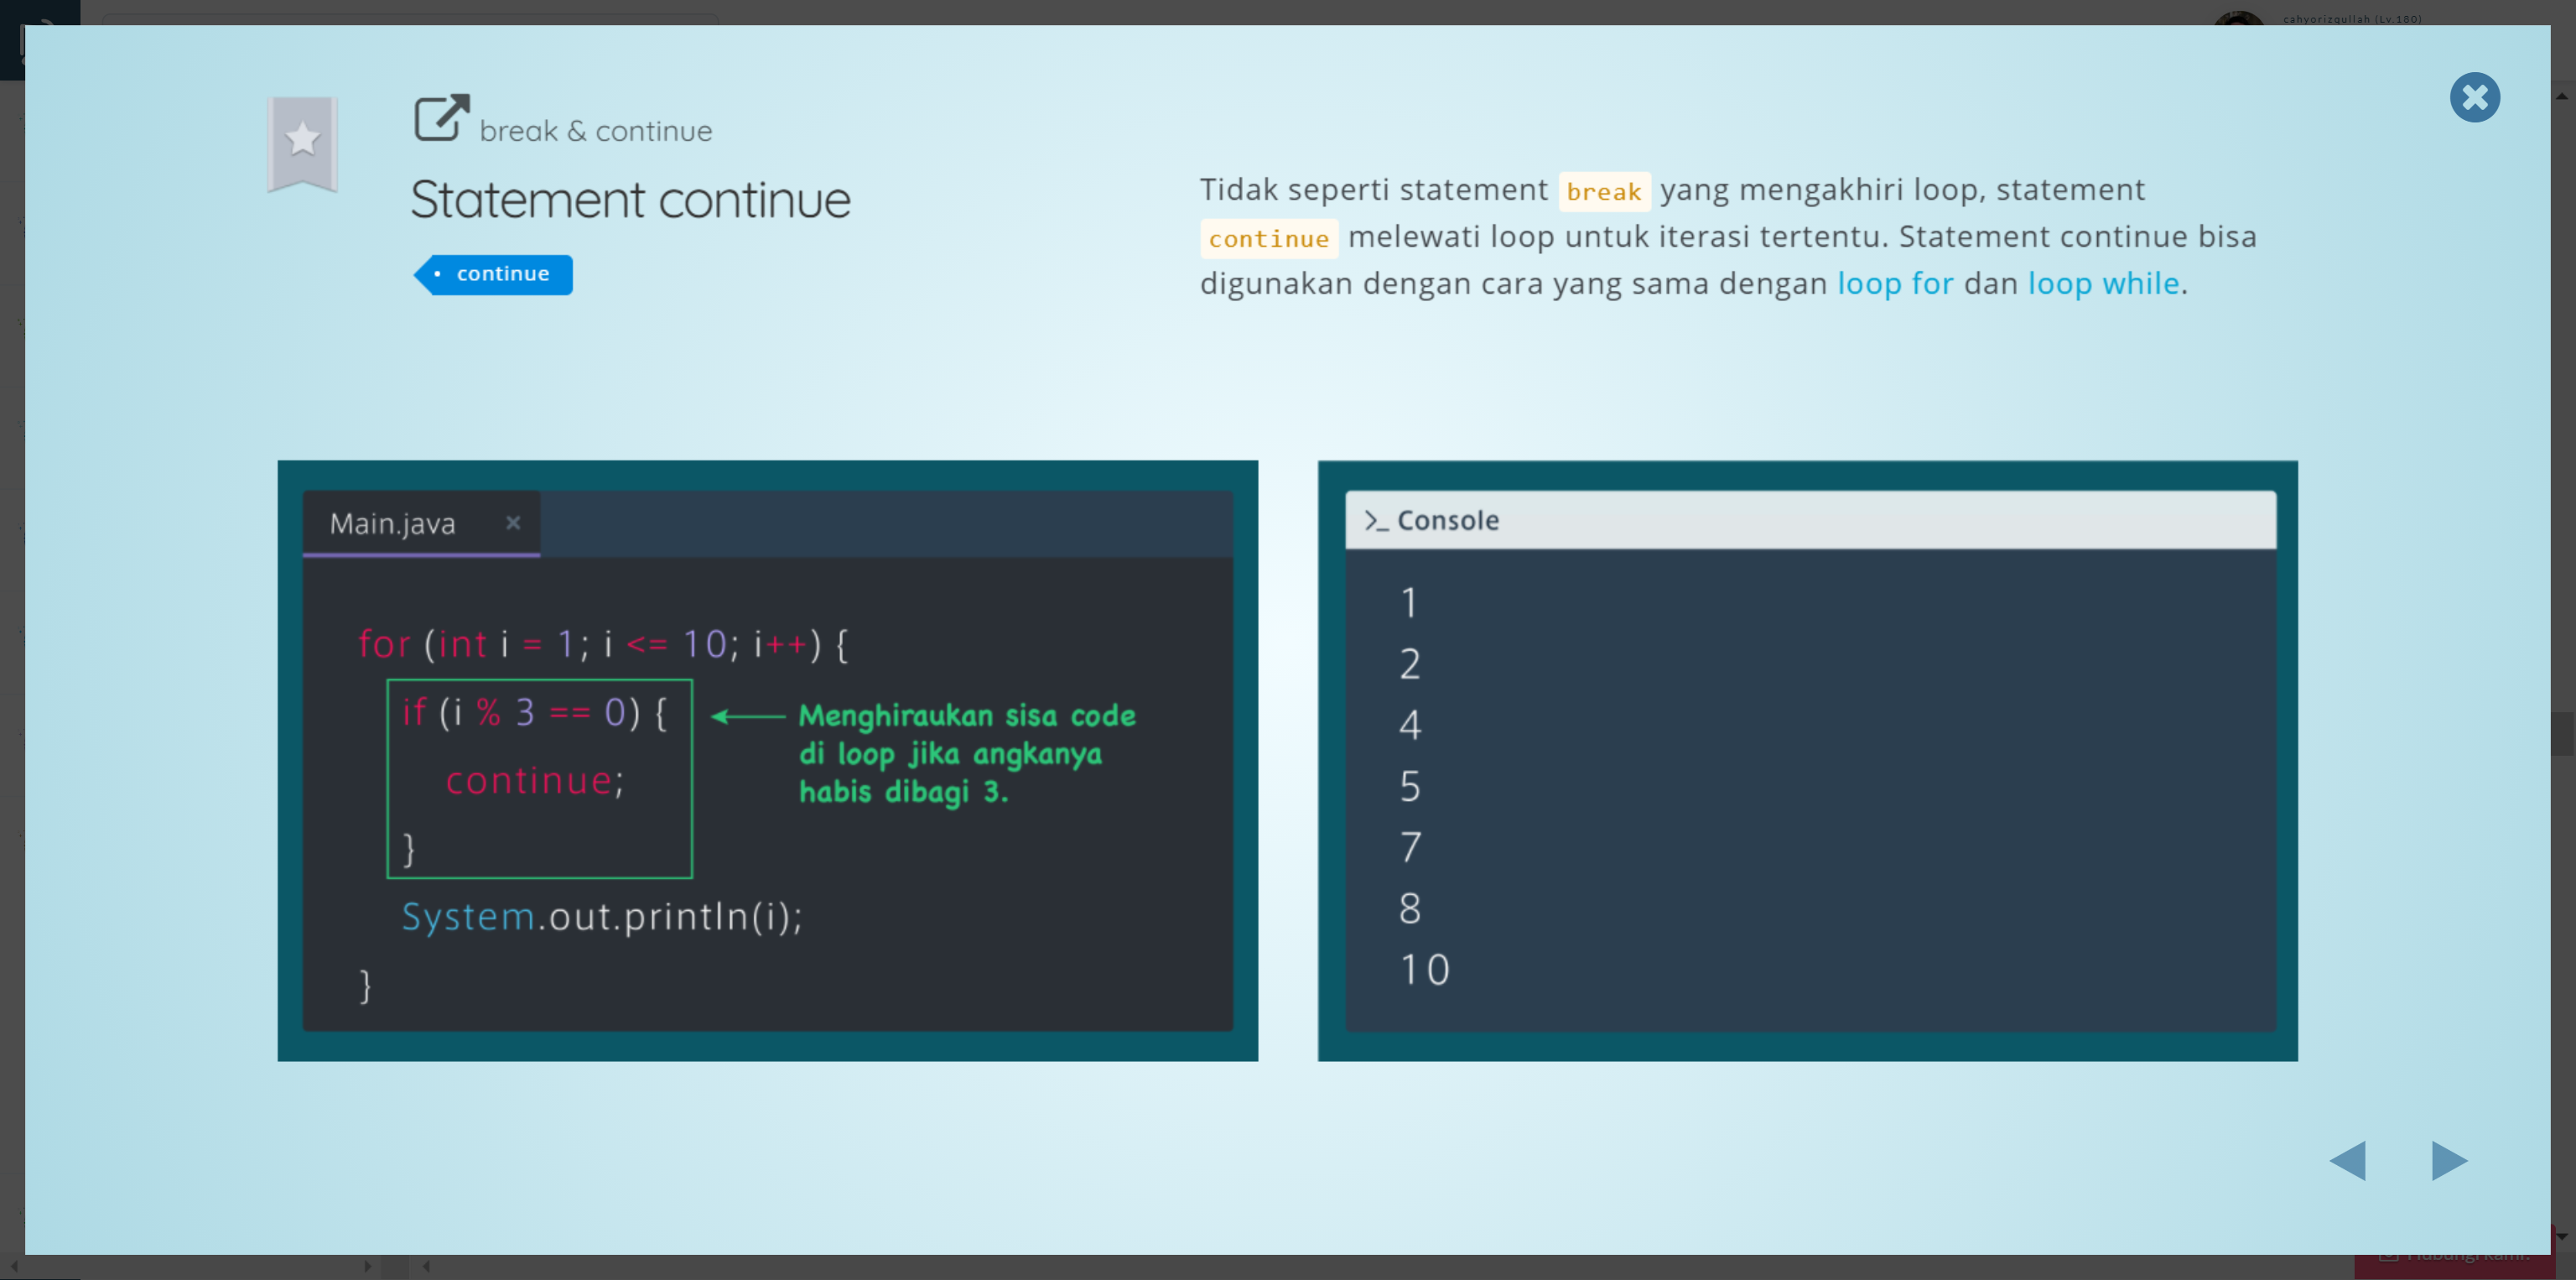 cahyorizqullah (Lv.180)
break & continue
Statement continue
continue
Tidak seperti statement break yang mengakhiri loop, statement
continue melewati loop untuk iterasi tertentu. Statement continue bisa
digunakan dengan cara yang sama dengan loop for dan loop while.
Main.java ×
for (int i = 1; i <= 10; i++) {
if (i % 3 == 0) {
continue;
}
System.out.println(i);
}
Menghiraukan sisa code
di loop jika angkanya
habis dibagi 3.
>_ Console
1
2
4
5
7
8
10
Hubungi kami!